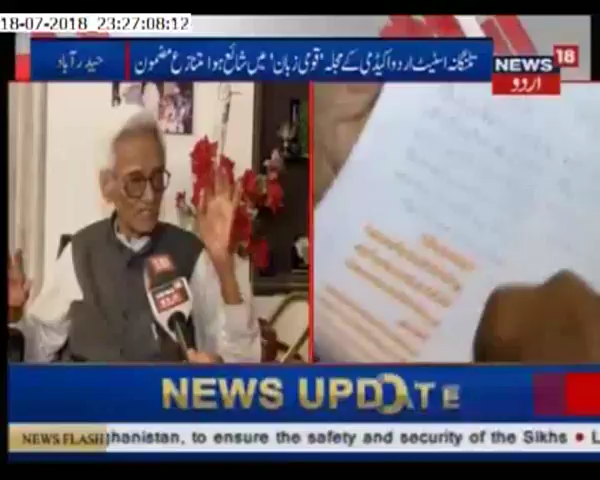 18-07-2018 23:27:08:12
تلنگانہ اسٹیٹ اردو اکیڈمی کے مجلہ 'قومی زبان' میں شائع ہوا متنازع مضمون
حیدرآباد
NEWS 18
اردو
18
NEWS UPDATE
NEWS FLASH hanistan, to ensure the safety and security of the Sikhs • L